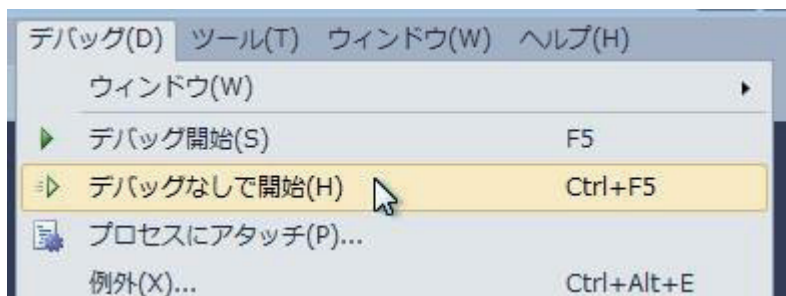 デバッグ(D) ツール(T) ウィンドウ(W) ヘルプ(H)
ウィンドウ(W)
デバッグ開始(S) F5
デバッグなしで開始(H) Ctrl+F5
プロセスにアタッチ(P)...
例外(X)... Ctrl+Alt+E